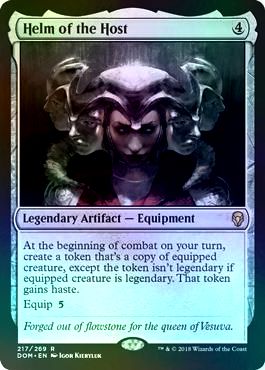 Helm of the Host 4
Legendary Artifact — Equipment
At the beginning of combat on your turn,
create a token that's a copy of equipped
creature, except the token isn't legendary if
equipped creature is legendary. That token
gains haste.
Equip 5
Forged out of flowstone for the queen of Vesuva.
217/269 R
DOM • EN Igor Kieryluk
™ & © 2018 Wizards of the Coast